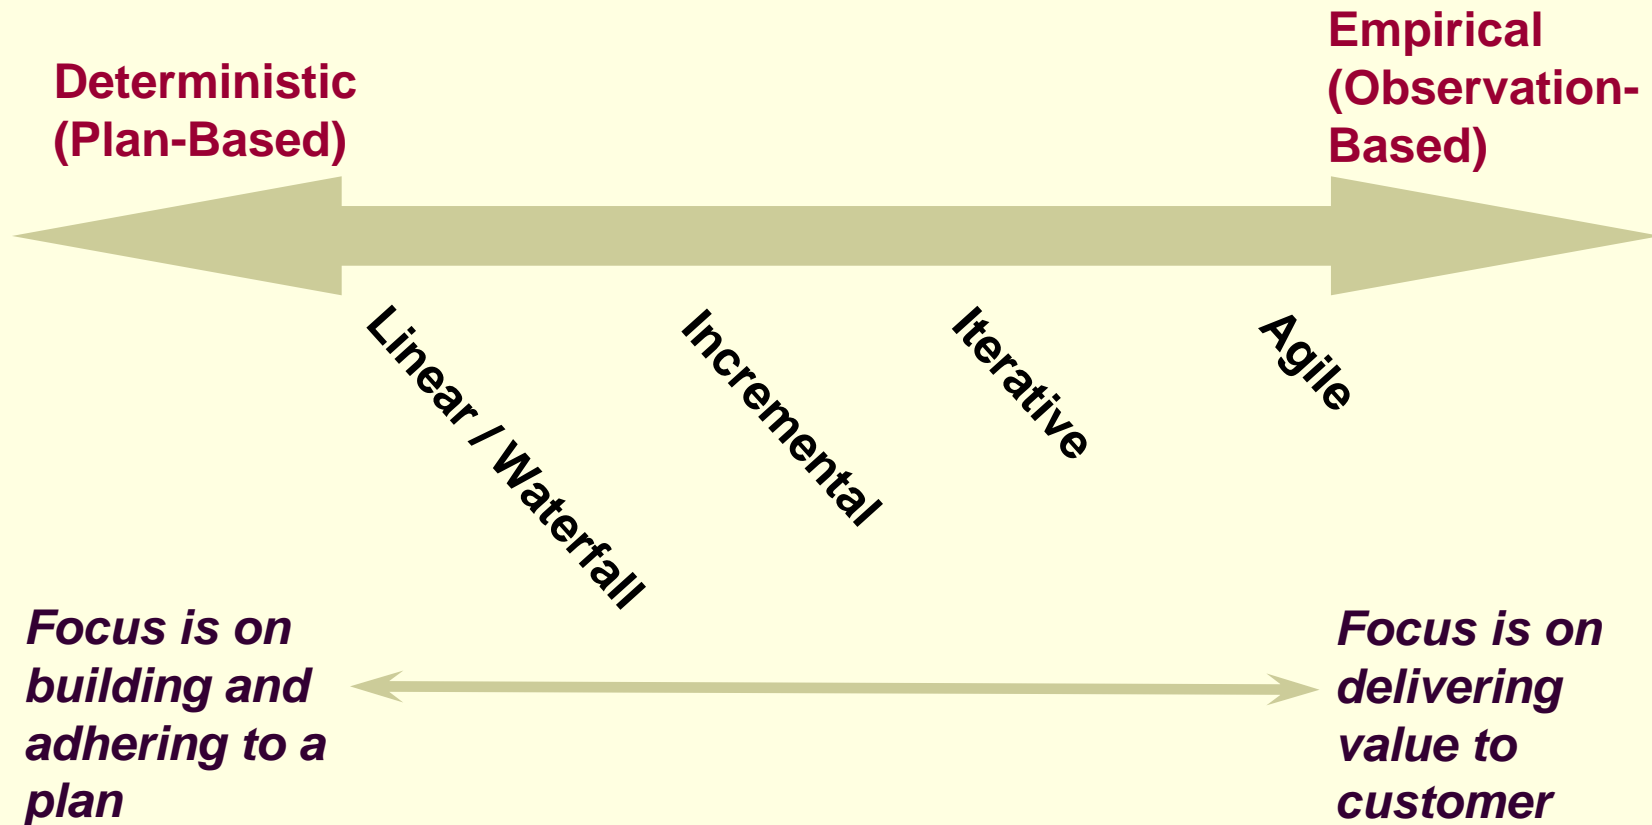 Deterministic
(Plan-Based)
Empirical
(Observation-
Based)
Linear / Waterfall
Incremental
Iterative
Agile
Focus is on
building and
adhering to a
plan
Focus is on
delivering
value to
customer